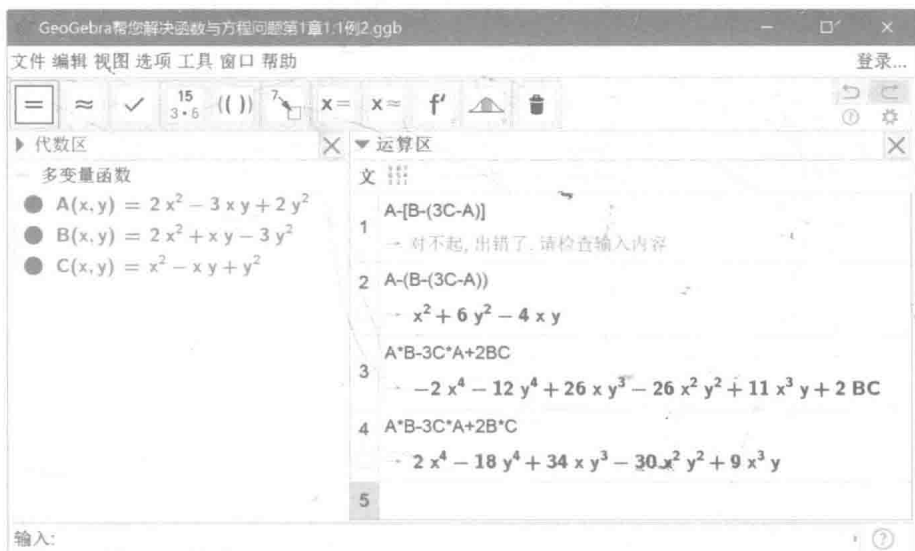 GeoGebra帮您解决函数与方程问题第1章1.1例2.ggb
文件 编辑 视图 选项 工具 窗口 帮助
登录...
= ≈ ✓ 15 3·5 (( )) 7 x= x≈ f′
代数区
多变量函数
A(x, y) = 2 x² − 3 x y + 2 y²
B(x, y) = 2 x² + x y − 3 y²
C(x, y) = x² − x y + y²
运算区
文
1 A-[B-(3C-A)]
→ 对不起, 出错了. 请检查输入内容
2 A-(B-(3C-A))
→ x² + 6 y² − 4 x y
3 A*B-3C*A+2BC
→ −2 x⁴ − 12 y⁴ + 26 x y³ − 26 x² y² + 11 x³ y + 2 BC
4 A*B-3C*A+2B*C
→ 2 x⁴ − 18 y⁴ + 34 x y³ − 30 x² y² + 9 x³ y
5
输入: